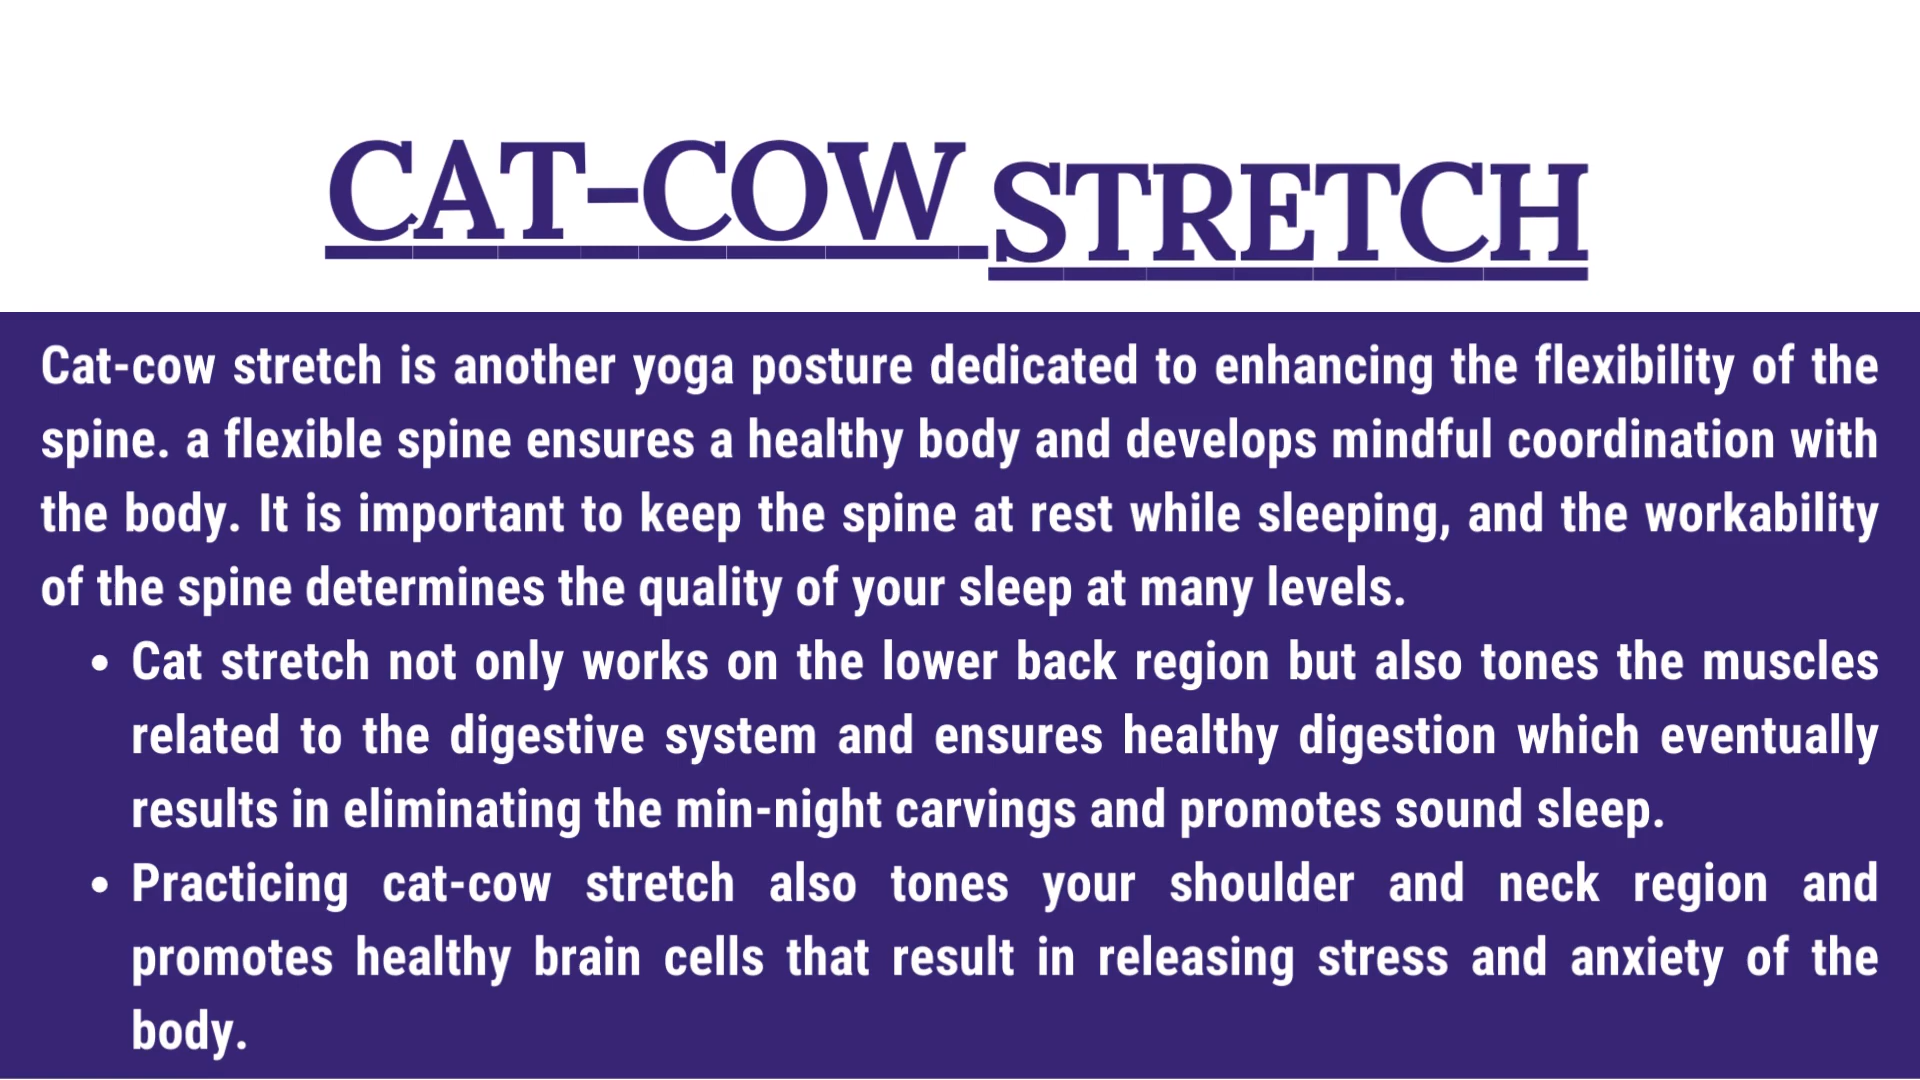 CAT-COW STRETCH
Cat-cow stretch is another yoga posture dedicated to enhancing the flexibility of the
spine. a flexible spine ensures a healthy body and develops mindful coordination with
the body. It is important to keep the spine at rest while sleeping, and the workability
of the spine determines the quality of your sleep at many levels.
• Cat stretch not only works on the lower back region but also tones the muscles
related to the digestive system and ensures healthy digestion which eventually
results in eliminating the min-night carvings and promotes sound sleep.
• Practicing cat-cow stretch also tones your shoulder and neck region and
promotes healthy brain cells that result in releasing stress and anxiety of the
body.